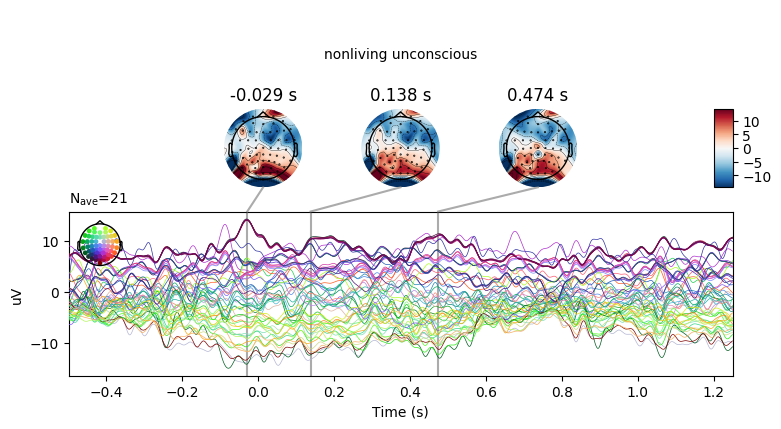 nonliving unconscious
-0.029 s 0.138 s 0.474 s
10
5
0
−5
−10
Nave=21
10
0
−10
uV
−0.4 −0.2 0.0 0.2 0.4 0.6 0.8 1.0 1.2
Time (s)